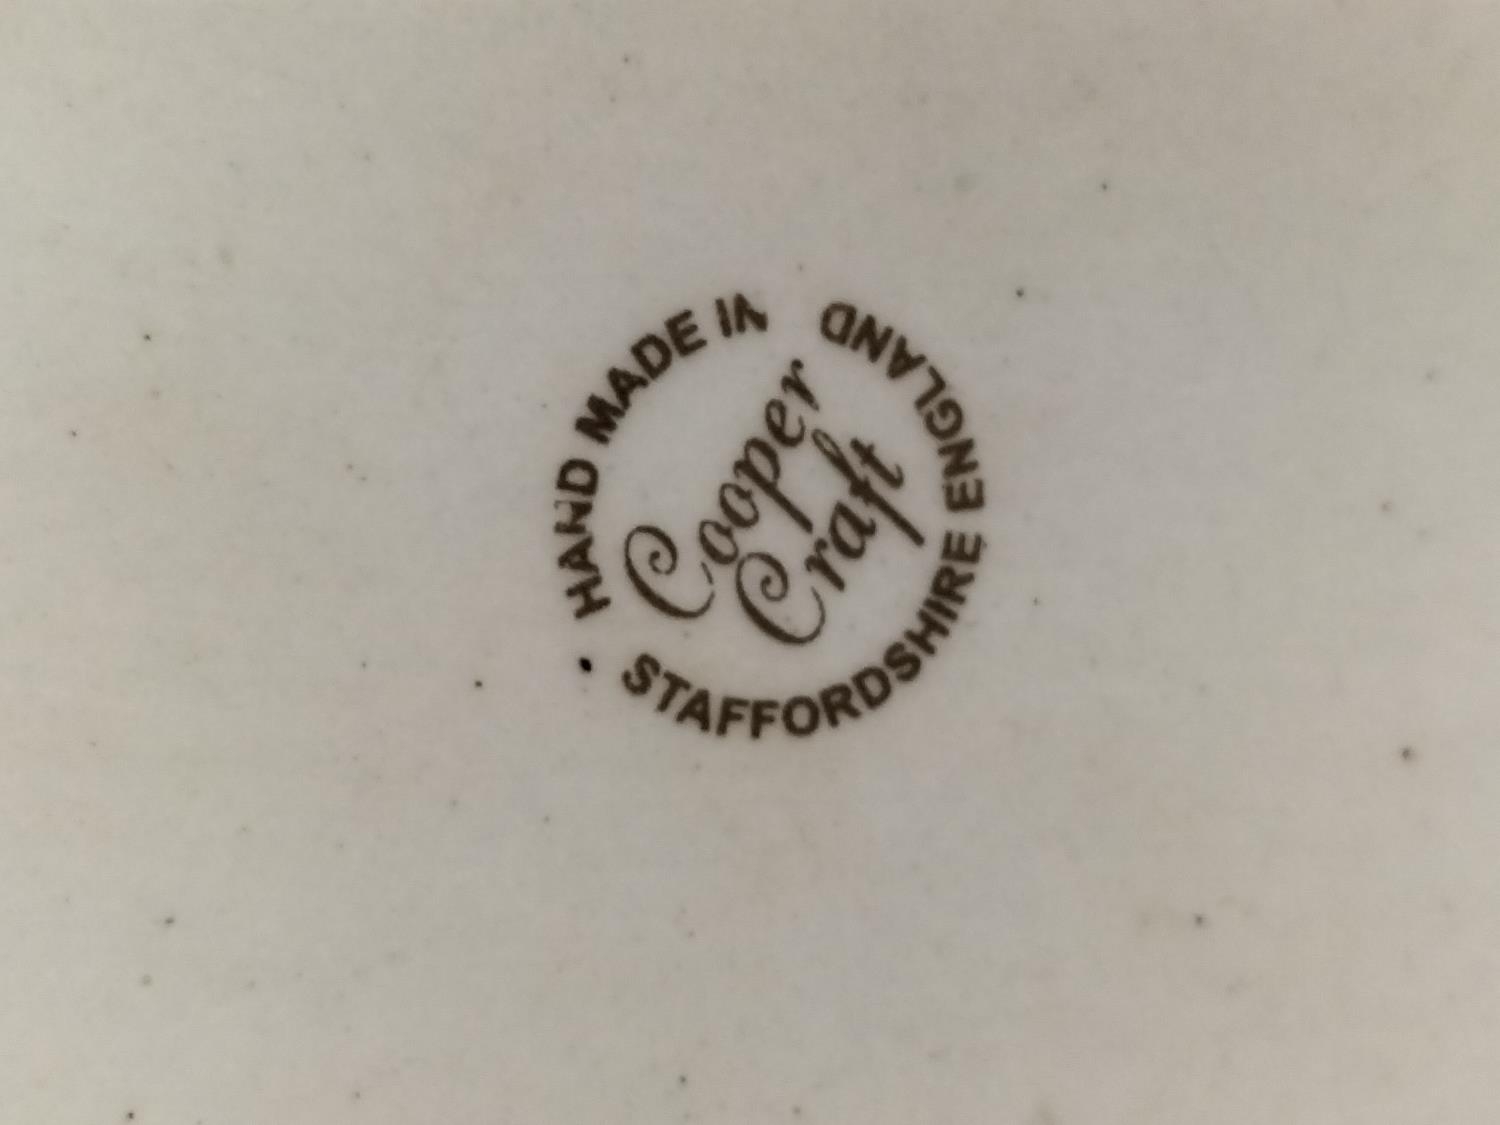 HAND MADE IN
Cooper
Craft
STAFFORDSHIRE ENGLAND